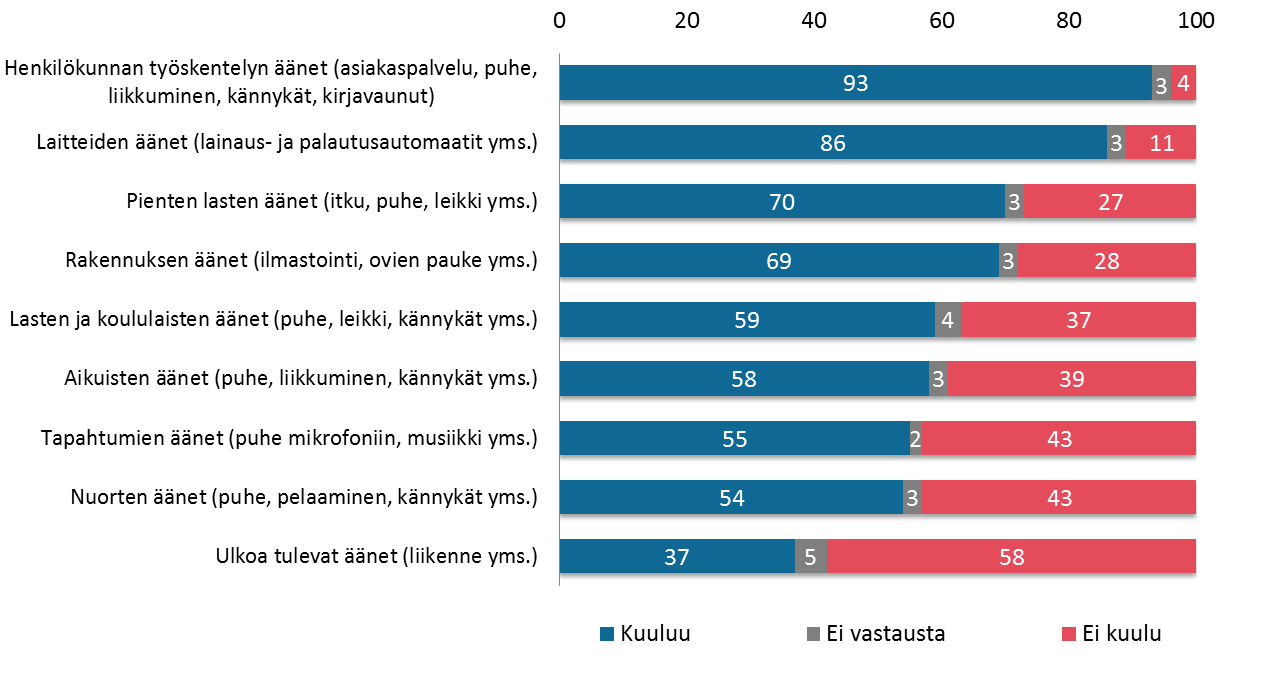 0 20 40 60 80 100
Henkilökunnan työskentelyn äänet (asiakaspalvelu, puhe,
liikkuminen, kännykät, kirjavaunut)
93 3 4
Laitteiden äänet (lainaus- ja palautusautomaatit yms.)
86 3 11
Pienten lasten äänet (itku, puhe, leikki yms.)
70 3 27
Rakennuksen äänet (ilmastointi, ovien pauke yms.)
69 3 28
Lasten ja koululaisten äänet (puhe, leikki, kännykät yms.)
59 4 37
Aikuisten äänet (puhe, liikkuminen, kännykät yms.)
58 3 39
Tapahtumien äänet (puhe mikrofoniin, musiikki yms.)
55 2 43
Nuorten äänet (puhe, pelaaminen, kännykät yms.)
54 3 43
Ulkoa tulevat äänet (liikenne yms.)
37 5 58
Kuuluu Ei vastausta Ei kuulu